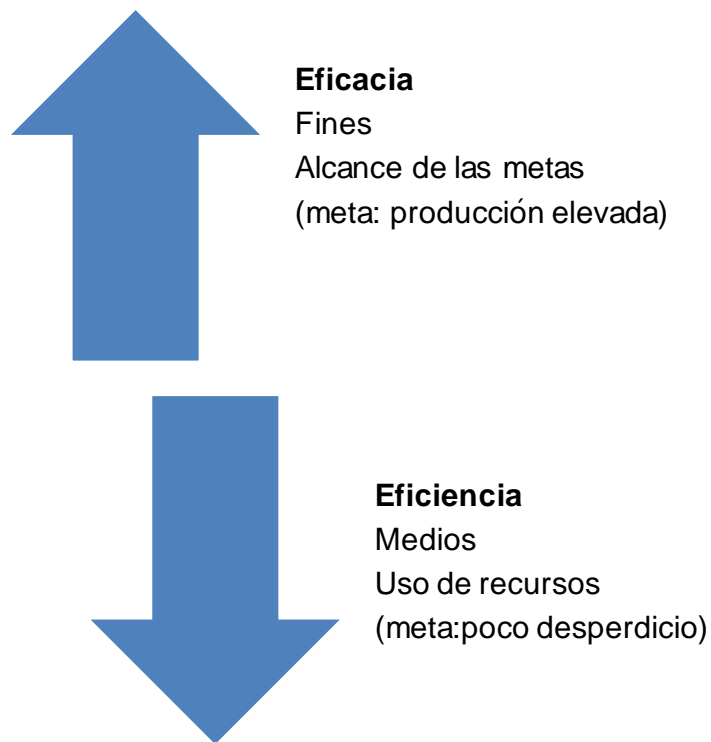 Eficacia
Fines
Alcance de las metas
(meta: producción elevada)
Eficiencia
Medios
Uso de recursos
(meta:poco desperdicio)